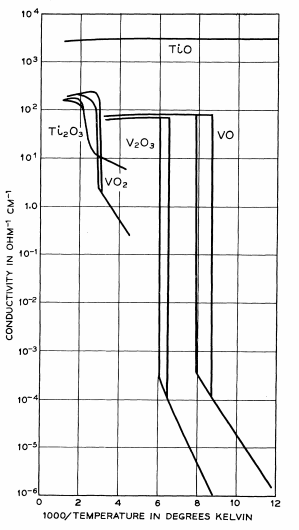 10⁴
10³
10²
10¹
1.0
10⁻¹
10⁻²
10⁻³
10⁻⁴
10⁻⁵
10⁻⁶
CONDUCTIVITY IN OHM⁻¹ CM⁻¹
TiO
Ti₂O₃
V₂O₃
VO
VO₂
0 2 4 6 8 10 12
1000/TEMPERATURE IN DEGREES KELVIN